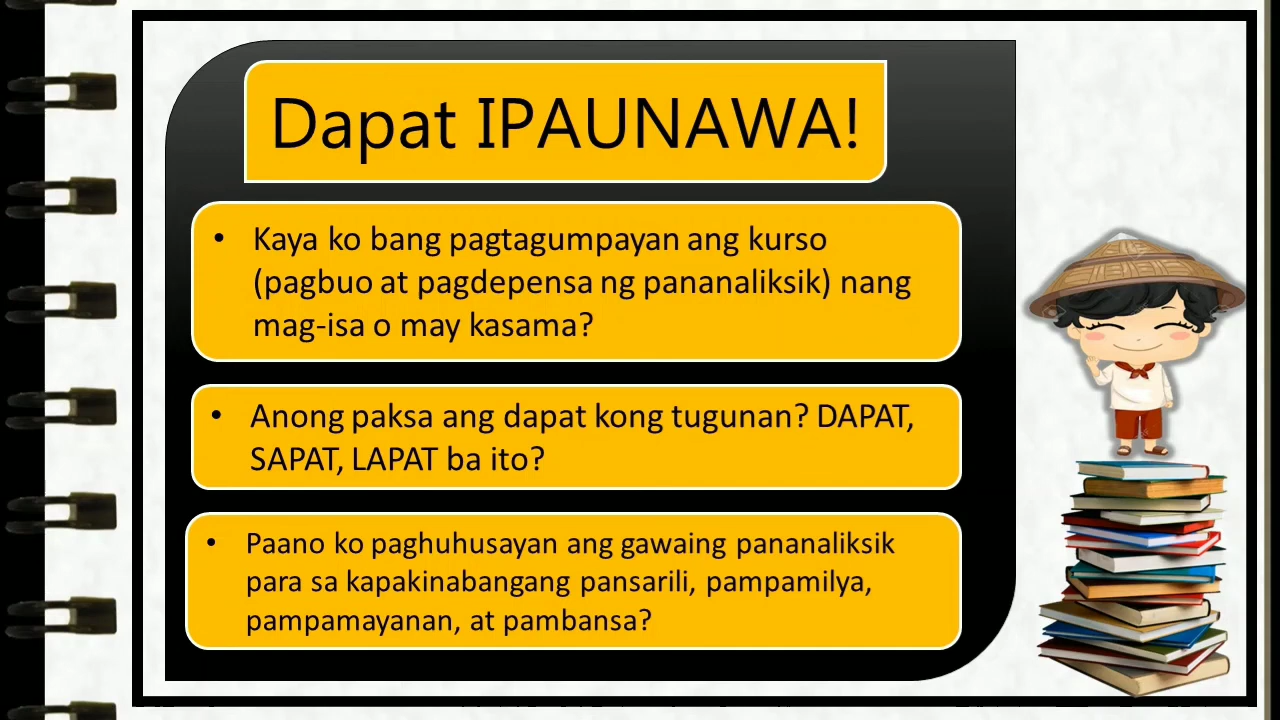 Dapat IPAUNAWA!
• Kaya ko bang pagtagumpayan ang kurso
(pagbuo at pagdepensa ng pananaliksik) nang
mag-isa o may kasama?
• Anong paksa ang dapat kong tugunan? DAPAT,
SAPAT, LAPAT ba ito?
• Paano ko paghuhusayan ang gawaing pananaliksik
para sa kapakinabangang pansarili, pampamilya,
pampamayanan, at pambansa?